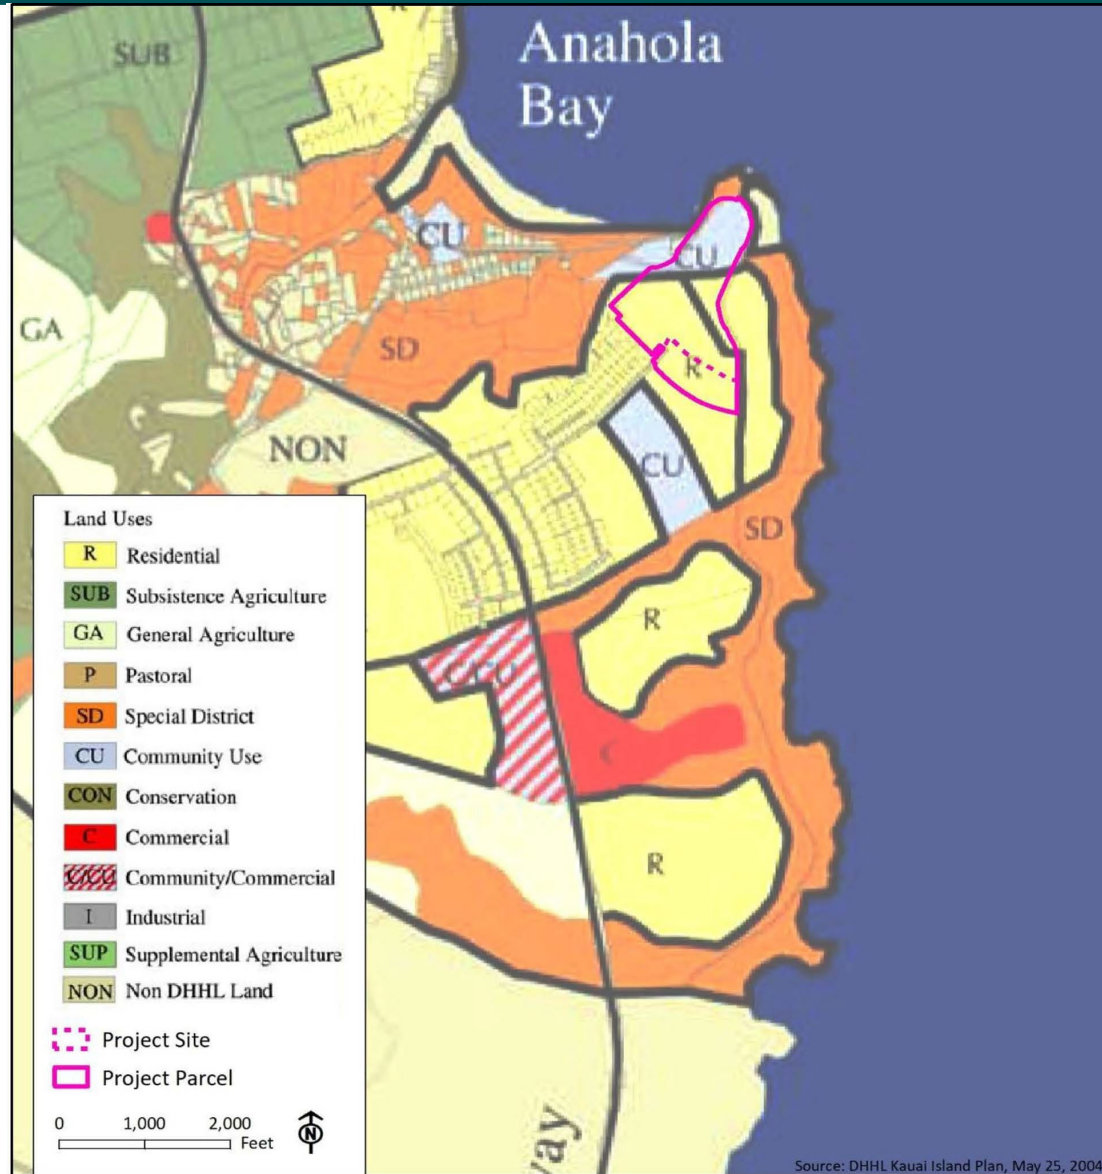 R
SUB
Anahola
Bay
CU
CU
GA
SD
R
NON
CU
SD
R
C/CU
C
R
Land Uses
R Residential
SUB Subsistence Agriculture
GA General Agriculture
P Pastoral
SD Special District
CU Community Use
CON Conservation
C Commercial
C/CU Community/Commercial
I Industrial
SUP Supplemental Agriculture
NON Non DHHL Land
Project Site
Project Parcel
0 1,000 2,000
Feet
N
way
Source: DHHL Kauai Island Plan, May 25, 2004